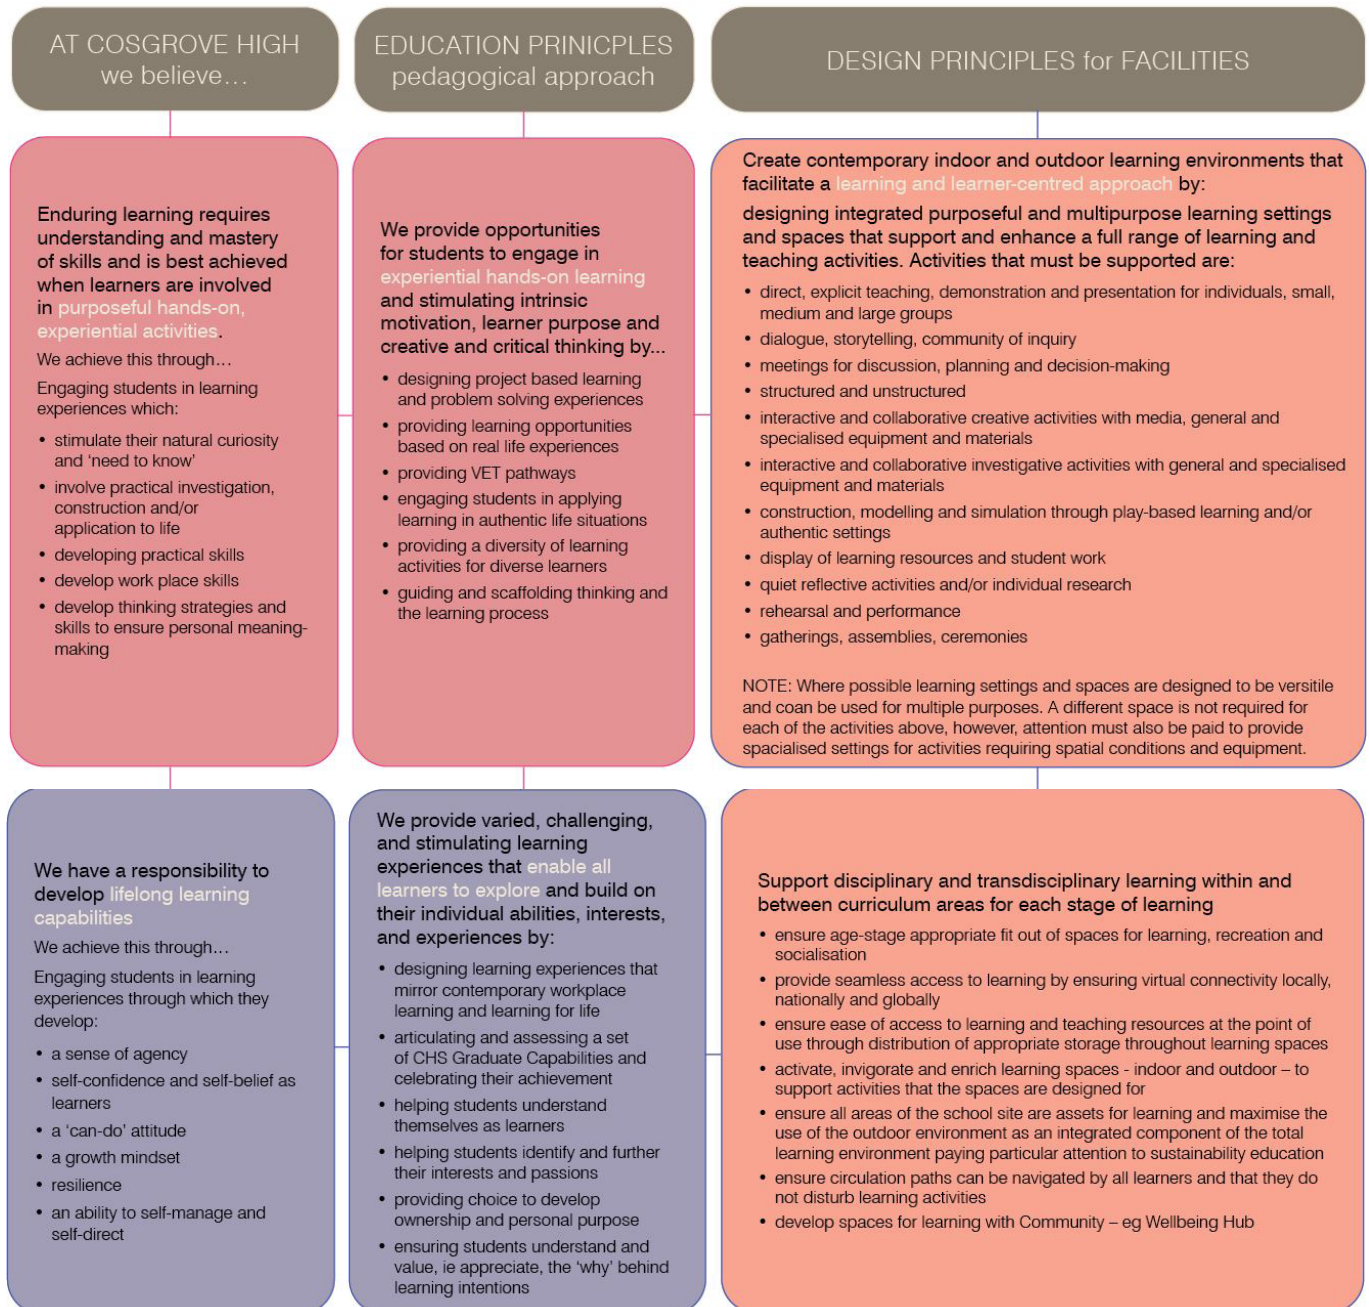 AT COSGROVE HIGH
we believe…
EDUCATION PRINICPLES
pedagogical approach
DESIGN PRINCIPLES for FACILITIES
Enduring learning requires
understanding and mastery
of skills and is best achieved
when learners are involved
in purposeful hands-on,
experiential activities.
We achieve this through…
Engaging students in learning
experiences which:
• stimulate their natural curiosity
and ‘need to know’
• involve practical investigation,
construction and/or
application to life
• developing practical skills
• develop work place skills
• develop thinking strategies and
skills to ensure personal meaning-
making
We provide opportunities
for students to engage in
experiential hands-on learning
and stimulating intrinsic
motivation, learner purpose and
creative and critical thinking by...
• designing project based learning
and problem solving experiences
• providing learning opportunities
based on real life experiences
• providing VET pathways
• engaging students in applying
learning in authentic life situations
• providing a diversity of learning
activities for diverse learners
• guiding and scaffolding thinking and
the learning process
Create contemporary indoor and outdoor learning environments that
facilitate a learning and learner-centred approach by:
designing integrated purposeful and multipurpose learning settings
and spaces that support and enhance a full range of learning and
teaching activities. Activities that must be supported are:
• direct, explicit teaching, demonstration and presentation for individuals, small,
medium and large groups
• dialogue, storytelling, community of inquiry
• meetings for discussion, planning and decision-making
• structured and unstructured
• interactive and collaborative creative activities with media, general and
specialised equipment and materials
• interactive and collaborative investigative activities with general and specialised
equipment and materials
• construction, modelling and simulation through play-based learning and/or
authentic settings
• display of learning resources and student work
• quiet reflective activities and/or individual research
• rehearsal and performance
• gatherings, assemblies, ceremonies
NOTE: Where possible learning settings and spaces are designed to be versitile
and coan be used for multiple purposes. A different space is not required for
each of the activities above, however, attention must also be paid to provide
spacialised settings for activities requiring spatial conditions and equipment.
We have a responsibility to
develop lifelong learning
capabilities
We achieve this through…
Engaging students in learning
experiences through which they
develop:
• a sense of agency
• self-confidence and self-belief as
learners
• a ‘can-do’ attitude
• a growth mindset
• resilience
• an ability to self-manage and
self-direct
We provide varied, challenging,
and stimulating learning
experiences that enable all
learners to explore and build on
their individual abilities, interests,
and experiences by:
• designing learning experiences that
mirror contemporary workplace
learning and learning for life
• articulating and assessing a set
of CHS Graduate Capabilities and
celebrating their achievement
• helping students understand
themselves as learners
• helping students identify and further
their interests and passions
• providing choice to develop
ownership and personal purpose
• ensuring students understand and
value, ie appreciate, the ‘why’ behind
learning intentions
Support disciplinary and transdisciplinary learning within and
between curriculum areas for each stage of learning
• ensure age-stage appropriate fit out of spaces for learning, recreation and
socialisation
• provide seamless access to learning by ensuring virtual connectivity locally,
nationally and globally
• ensure ease of access to learning and teaching resources at the point of
use through distribution of appropriate storage throughout learning spaces
• activate, invigorate and enrich learning spaces - indoor and outdoor – to
support activities that the spaces are designed for
• ensure all areas of the school site are assets for learning and maximise the
use of the outdoor environment as an integrated component of the total
learning environment paying particular attention to sustainability education
• ensure circulation paths can be navigated by all learners and that they do
not disturb learning activities
• develop spaces for learning with Community – eg Wellbeing Hub